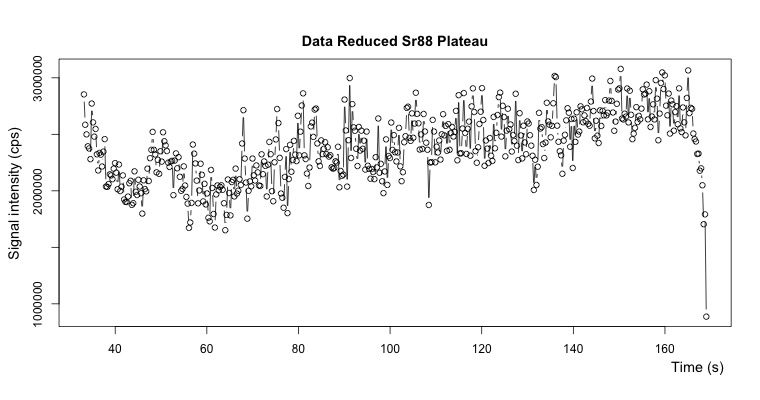 Data Reduced Sr88 Plateau
Signal intensity (cps)
3000000
2000000
1000000
40 60 80 100 120 140 160
Time (s)